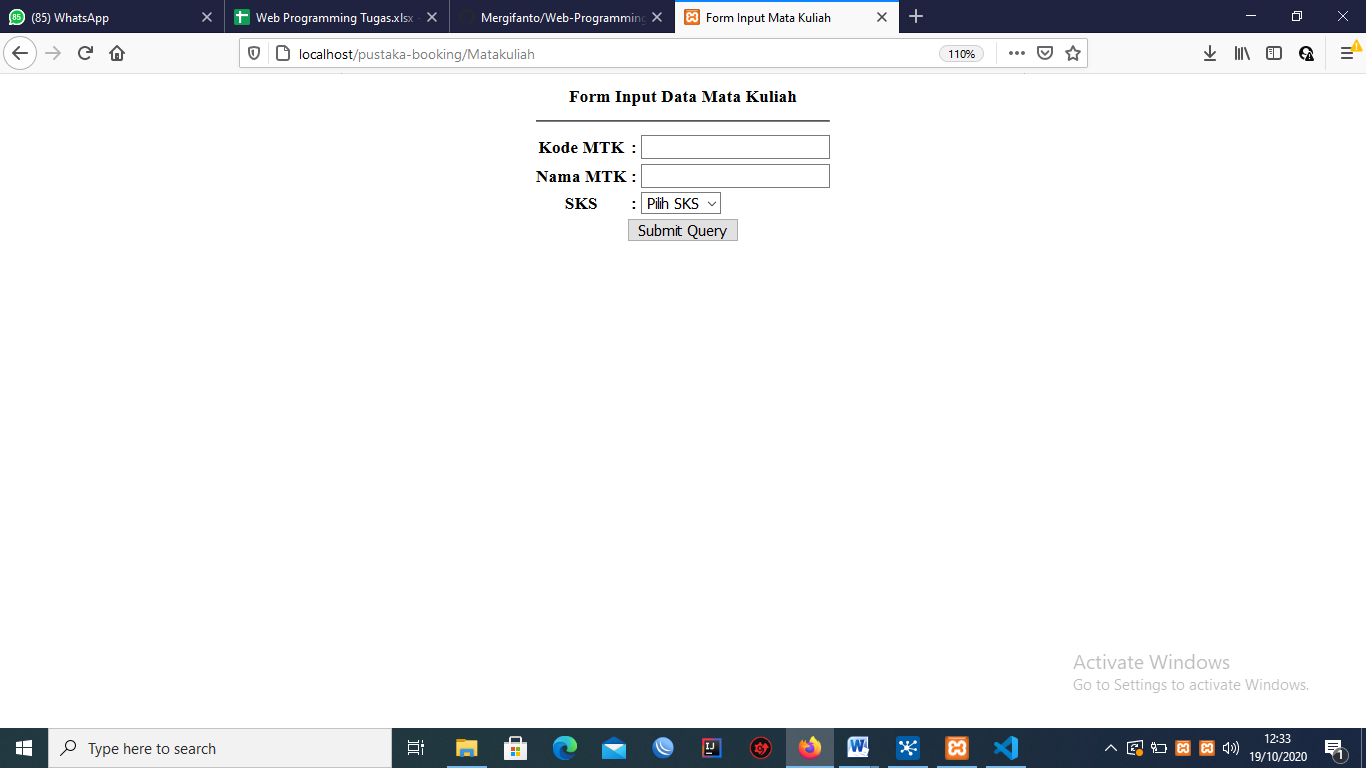 (85) WhatsApp
Web Programming Tugas.xlsx -
Mergifanto/Web-Programming
Form Input Mata Kuliah
localhost/pustaka-booking/Matakuliah
110%
Form Input Data Mata Kuliah
Kode MTK :
Nama MTK :
SKS : Pilih SKS
Submit Query
Activate Windows
Go to Settings to activate Windows.
Type here to search
12:33
19/10/2020
1